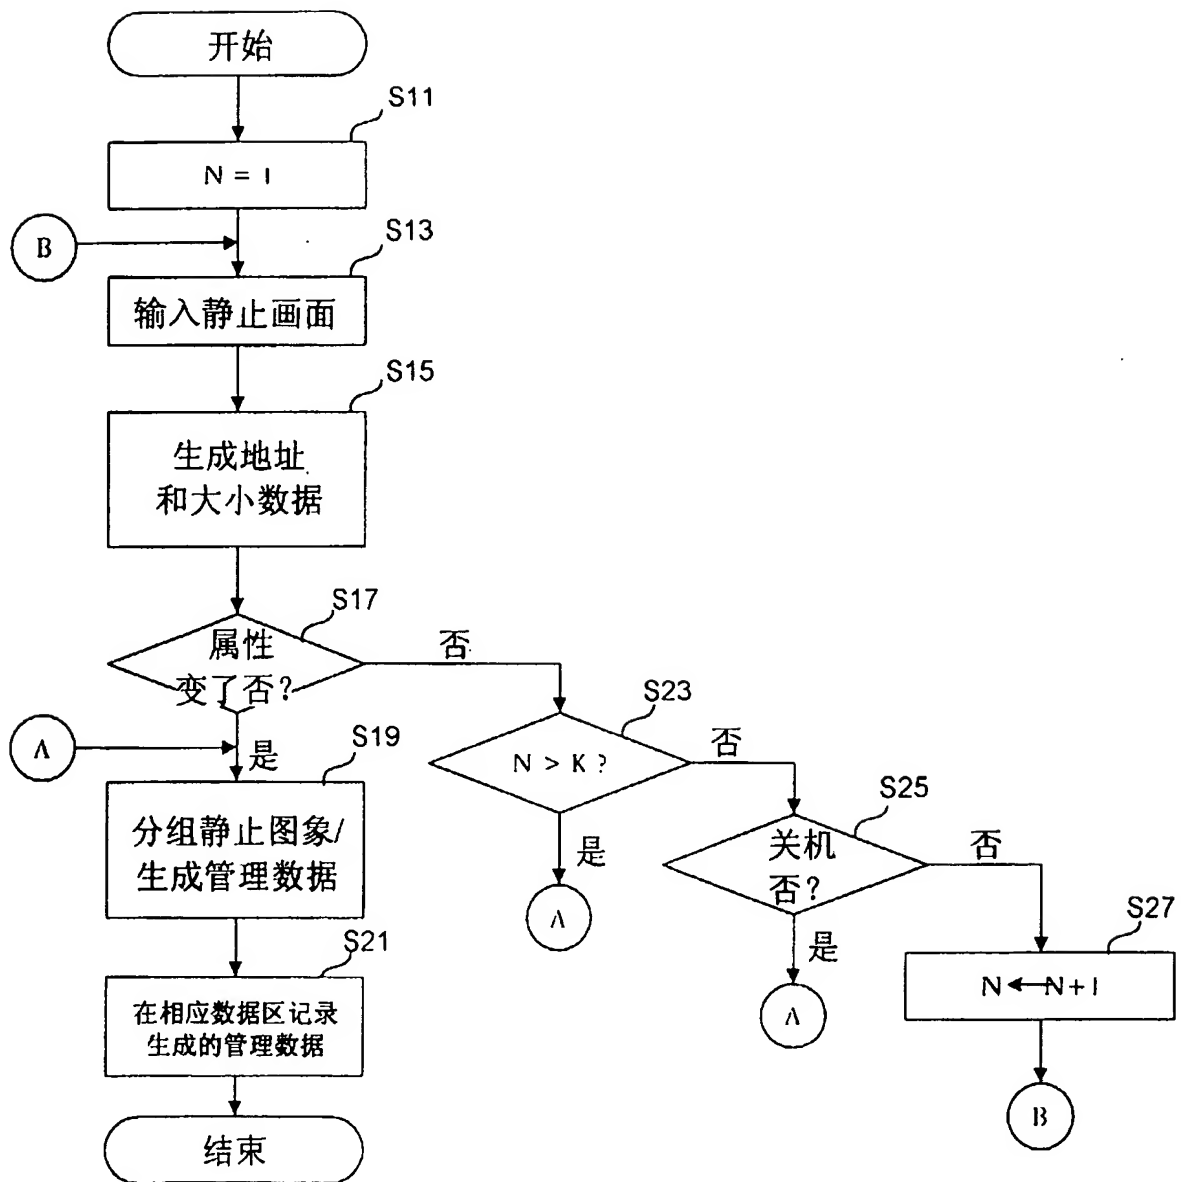 开始
S11
N = 1
B
S13
输入静止画面
S15
生成地址
和大小数据
S17
属性
变了否?
否
A
是
S19
分组静止图象/
生成管理数据
S21
在相应数据区记录
生成的管理数据
结束
S23
N > K ?
否
是
A
S25
关机
否?
否
是
A
S27
N←N+1
B